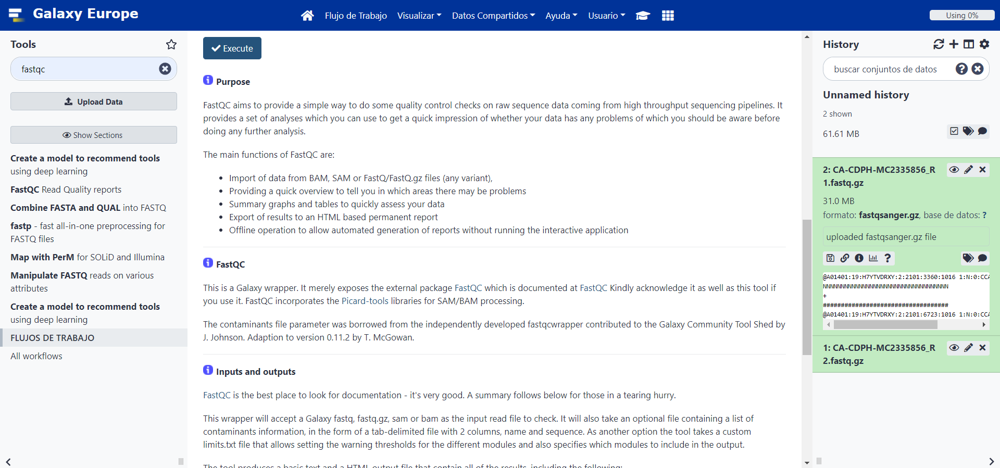 Galaxy Europe
Flujo de Trabajo Visualizar Datos Compartidos Ayuda Usuario
Using 0%
Tools
fastqc
Upload Data
Show Sections
Create a model to recommend tools
using deep learning
FastQC Read Quality reports
Combine FASTA and QUAL into FASTQ
fastp - fast all-in-one preprocessing for
FASTQ files
Map with PerM for SOLiD and Illumina
Manipulate FASTQ reads on various
attributes
Create a model to recommend tools
using deep learning
FLUJOS DE TRABAJO
All workflows
Execute
Purpose
FastQC aims to provide a simple way to do some quality control checks on raw sequence data coming from high throughput sequencing pipelines. It
provides a set of analyses which you can use to get a quick impression of whether your data has any problems of which you should be aware before
doing any further analysis.
The main functions of FastQC are:
Import of data from BAM, SAM or FastQ/FastQ.gz files (any variant),
Providing a quick overview to tell you in which areas there may be problems
Summary graphs and tables to quickly assess your data
Export of results to an HTML based permanent report
Offline operation to allow automated generation of reports without running the interactive application
FastQC
This is a Galaxy wrapper. It merely exposes the external package FastQC which is documented at FastQC Kindly acknowledge it as well as this tool if
you use it. FastQC incorporates the Picard-tools libraries for SAM/BAM processing.
The contaminants file parameter was borrowed from the independently developed fastqcwrapper contributed to the Galaxy Community Tool Shed by
J. Johnson. Adaption to version 0.11.2 by T. McGowan.
Inputs and outputs
FastQC is the best place to look for documentation - it's very good. A summary follows below for those in a tearing hurry.
This wrapper will accept a Galaxy fastq, fastq.gz, sam or bam as the input read file to check. It will also take an optional file containing a list of
contaminants information, in the form of a tab-delimited file with 2 columns, name and sequence. As another option the tool takes a custom
limits.txt file that allows setting the warning thresholds for the different modules and also specifies which modules to include in the output.
The tool produces a basic text and a HTML output file that contain all of the results, including the following:
History
buscar conjuntos de datos
Unnamed history
2 shown
61.61 MB
2: CA-CDPH-MC2335856_R
1.fastq.gz
31.0 MB
formato: fastqsanger.gz, base de datos: ?
uploaded fastqsanger.gz file
@A01401:19:H7YTVDRXY:2:2101:3360:1016 1:N:0:CCA
NNNNNNNNNNNNNNNNNNNNNNNNNNNNNNNNNNN
+
###################################
@A01401:19:H7YTVDRXY:2:2101:6723:1016 1:N:0:CCA
1: CA-CDPH-MC2335856_R
2.fastq.gz